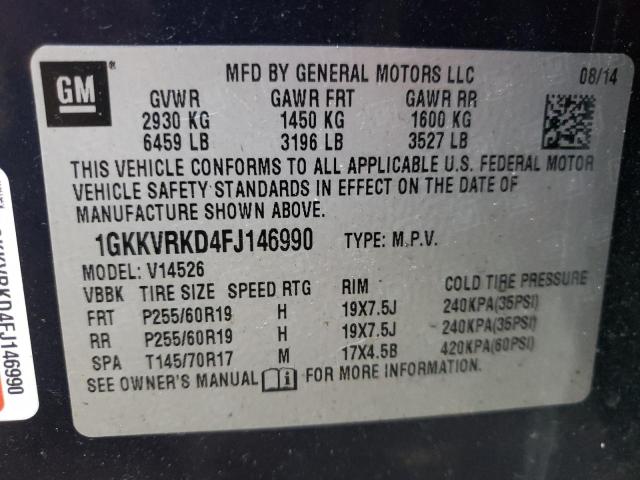 GM
MFD BY GENERAL MOTORS LLC 08/14
GVWR GAWR FRT GAWR RR
2930 KG 1450 KG 1600 KG
6459 LB 3196 LB 3527 LB
THIS VEHICLE CONFORMS TO ALL APPLICABLE U.S. FEDERAL MOTOR
VEHICLE SAFETY STANDARDS IN EFFECT ON THE DATE OF
MANUFACTURE SHOWN ABOVE.
1GKKVRKD4FJ146990 TYPE: M.P.V.
MODEL: V14526
VBBK TIRE SIZE SPEED RTG RIM COLD TIRE PRESSURE
FRT P255/60R19 H 19X7.5J 240KPA(35PSI)
RR P255/60R19 H 19X7.5J 240KPA(35PSI)
SPA T145/70R17 M 17X4.5B 420KPA(60PSI)
SEE OWNER'S MANUAL i FOR MORE INFORMATION.
GKKVRKD4FJ146990